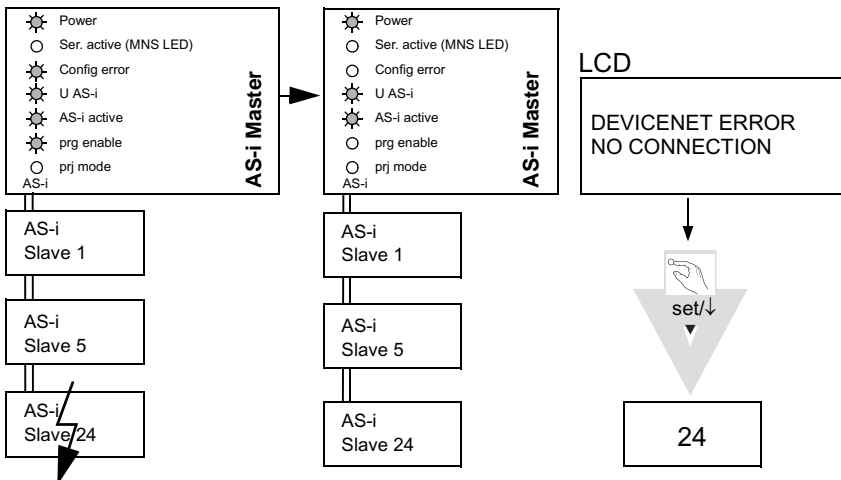 Power
Ser. active (MNS LED)
Config error
U AS-i
AS-i active
prg enable
prj mode
AS-i
AS-i Master
AS-i
Slave 1
AS-i
Slave 5
AS-i
Slave 24
Power
Ser. active (MNS LED)
Config error
U AS-i
AS-i active
prg enable
prj mode
AS-i
AS-i Master
AS-i
Slave 1
AS-i
Slave 5
AS-i
Slave 24
LCD
DEVICENET ERROR
NO CONNECTION
set/↓
24